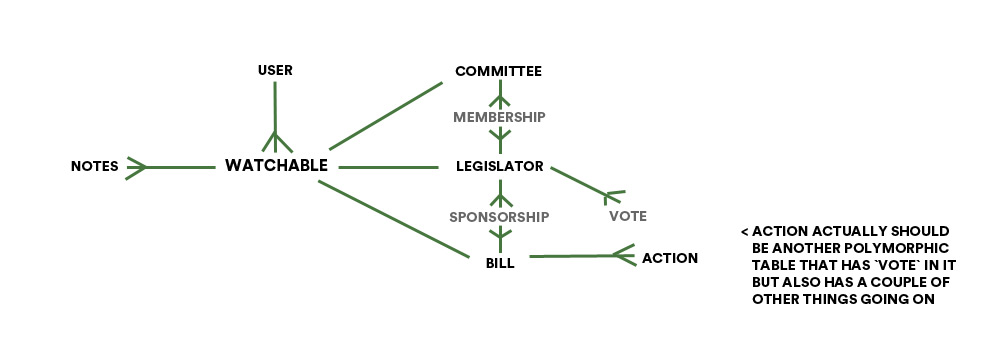 USER
COMMITTEE
MEMBERSHIP
NOTES
WATCHABLE
LEGISLATOR
SPONSORSHIP
VOTE
BILL
ACTION
< ACTION ACTUALLY SHOULD
BE ANOTHER POLYMORPHIC
TABLE THAT HAS `VOTE` IN IT
BUT ALSO HAS A COUPLE OF
OTHER THINGS GOING ON